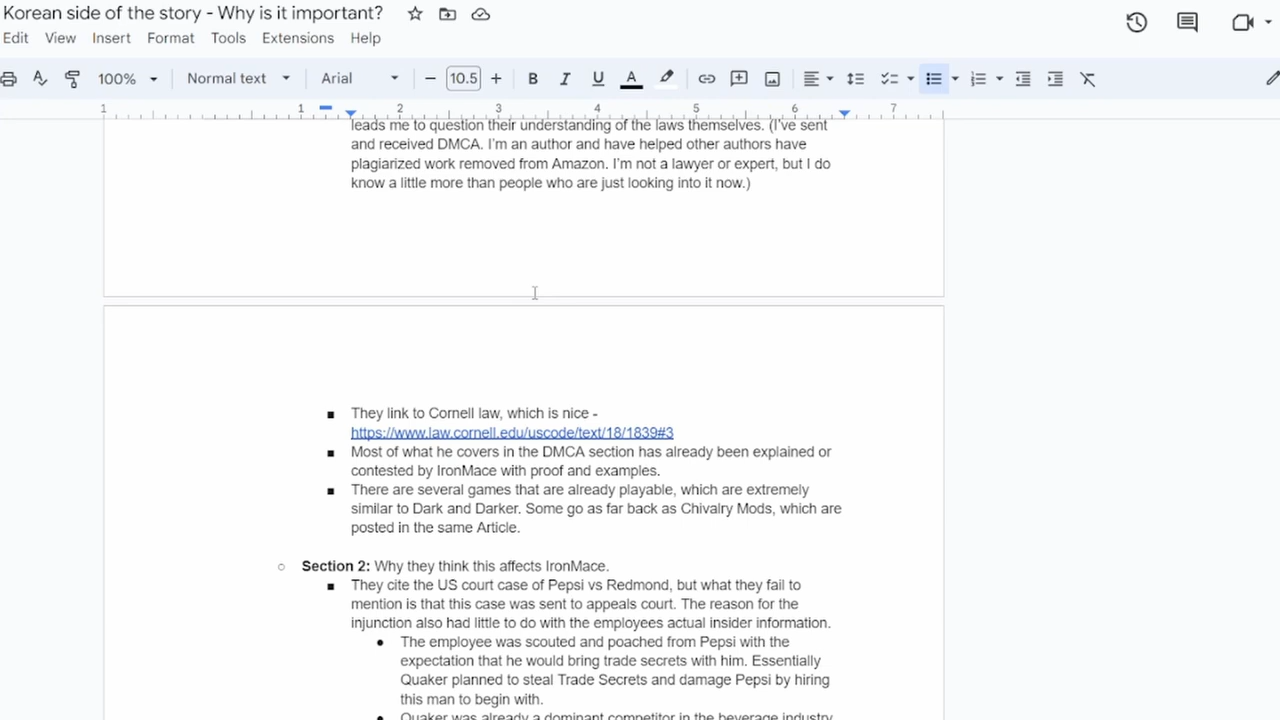 Korean side of the story - Why is it important?
Edit View Insert Format Tools Extensions Help
100% Normal text Arial − 10.5 + B I U A
1 1 2 3 4 5 6 7
leads me to question their understanding of the laws themselves. (I've sent
and received DMCA. I'm an author and have helped other authors have
plagiarized work removed from Amazon. I'm not a lawyer or expert, but I do
know a little more than people who are just looking into it now.)
■ They link to Cornell law, which is nice -
https://www.law.cornell.edu/uscode/text/18/1839#3
■ Most of what he covers in the DMCA section has already been explained or
contested by IronMace with proof and examples.
■ There are several games that are already playable, which are extremely
similar to Dark and Darker. Some go as far back as Chivalry Mods, which are
posted in the same Article.
○ Section 2: Why they think this affects IronMace.
■ They cite the US court case of Pepsi vs Redmond, but what they fail to
mention is that this case was sent to appeals court. The reason for the
injunction also had little to do with the employees actual insider information.
● The employee was scouted and poached from Pepsi with the
expectation that he would bring trade secrets with him. Essentially
Quaker planned to steal Trade Secrets and damage Pepsi by hiring
this man to begin with.
● Quaker was already a dominant competitor in the beverage industry